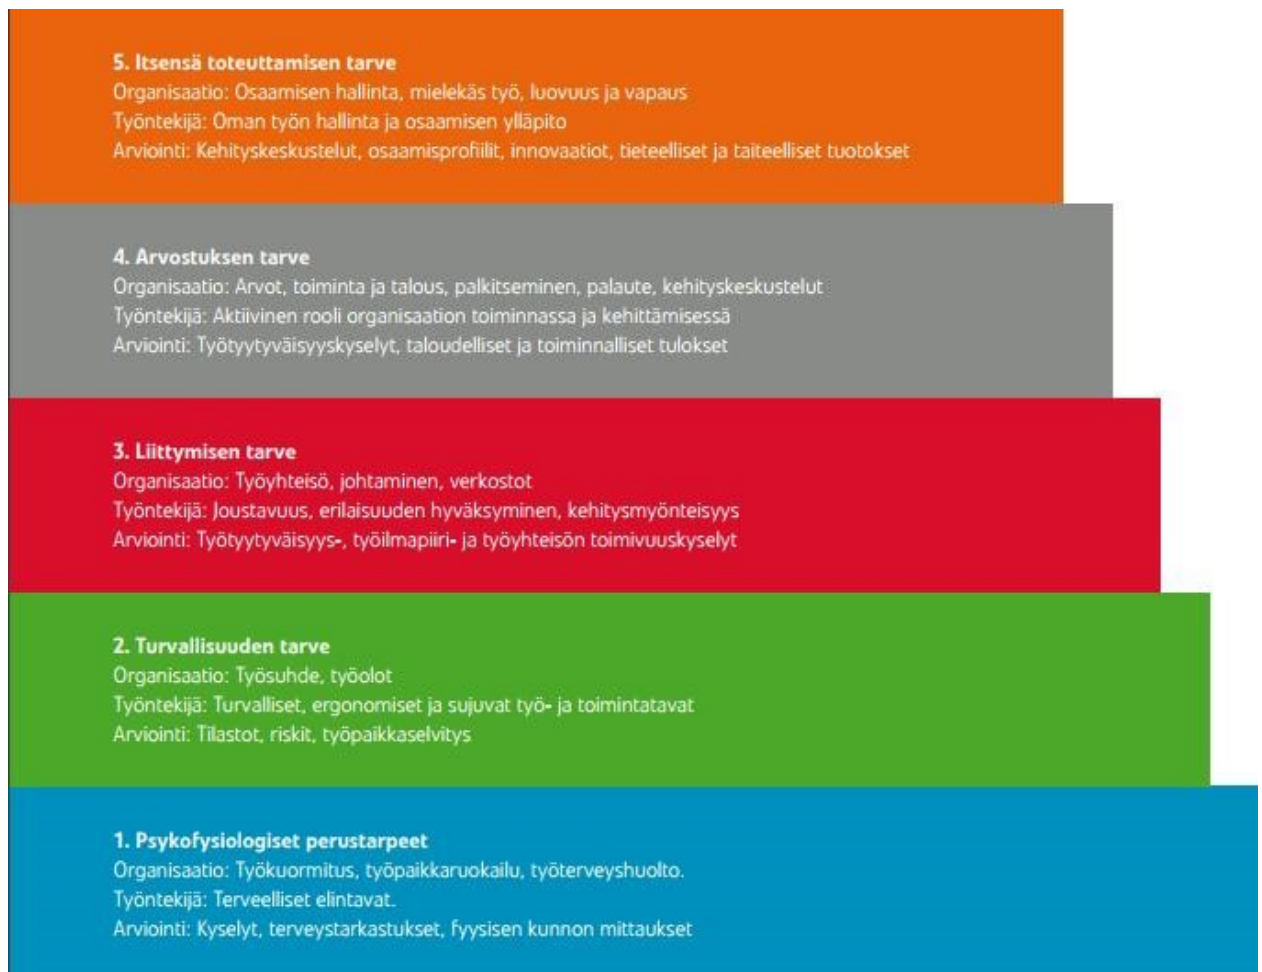 5. Itsensä toteuttamisen tarve
Organisaatio: Osaamisen hallinta, mielekäs työ, luovuus ja vapaus
Työntekijä: Oman työn hallinta ja osaamisen ylläpito
Arviointi: Kehityskeskustelut, osaamisprofiilit, innovaatiot, tieteelliset ja taiteelliset tuotokset
4. Arvostuksen tarve
Organisaatio: Arvot, toiminta ja talous, palkitseminen, palaute, kehityskeskustelut
Työntekijä: Aktiivinen rooli organisaation toiminnassa ja kehittämisessä
Arviointi: Työtyytyväisyyskyselyt, taloudelliset ja toiminnalliset tulokset
3. Liittymisen tarve
Organisaatio: Työyhteisö, johtaminen, verkostot
Työntekijä: Joustavuus, erilaisuuden hyväksyminen, kehitysmyönteisyys
Arviointi: Työtyytyväisyys-, työilmapiiri- ja työyhteisön toimivuuskyselyt
2. Turvallisuuden tarve
Organisaatio: Työsuhde, työolot
Työntekijä: Turvalliset, ergonomiset ja sujuvat työ- ja toimintatavat
Arviointi: Tilastot, riskit, työpaikkaselvitys
1. Psykofysiologiset perustarpeet
Organisaatio: Työkuormitus, työpaikkaruokailu, työterveyshuolto.
Työntekijä: Terveelliset elintavat.
Arviointi: Kyselyt, terveystarkastukset, fyysisen kunnon mittaukset